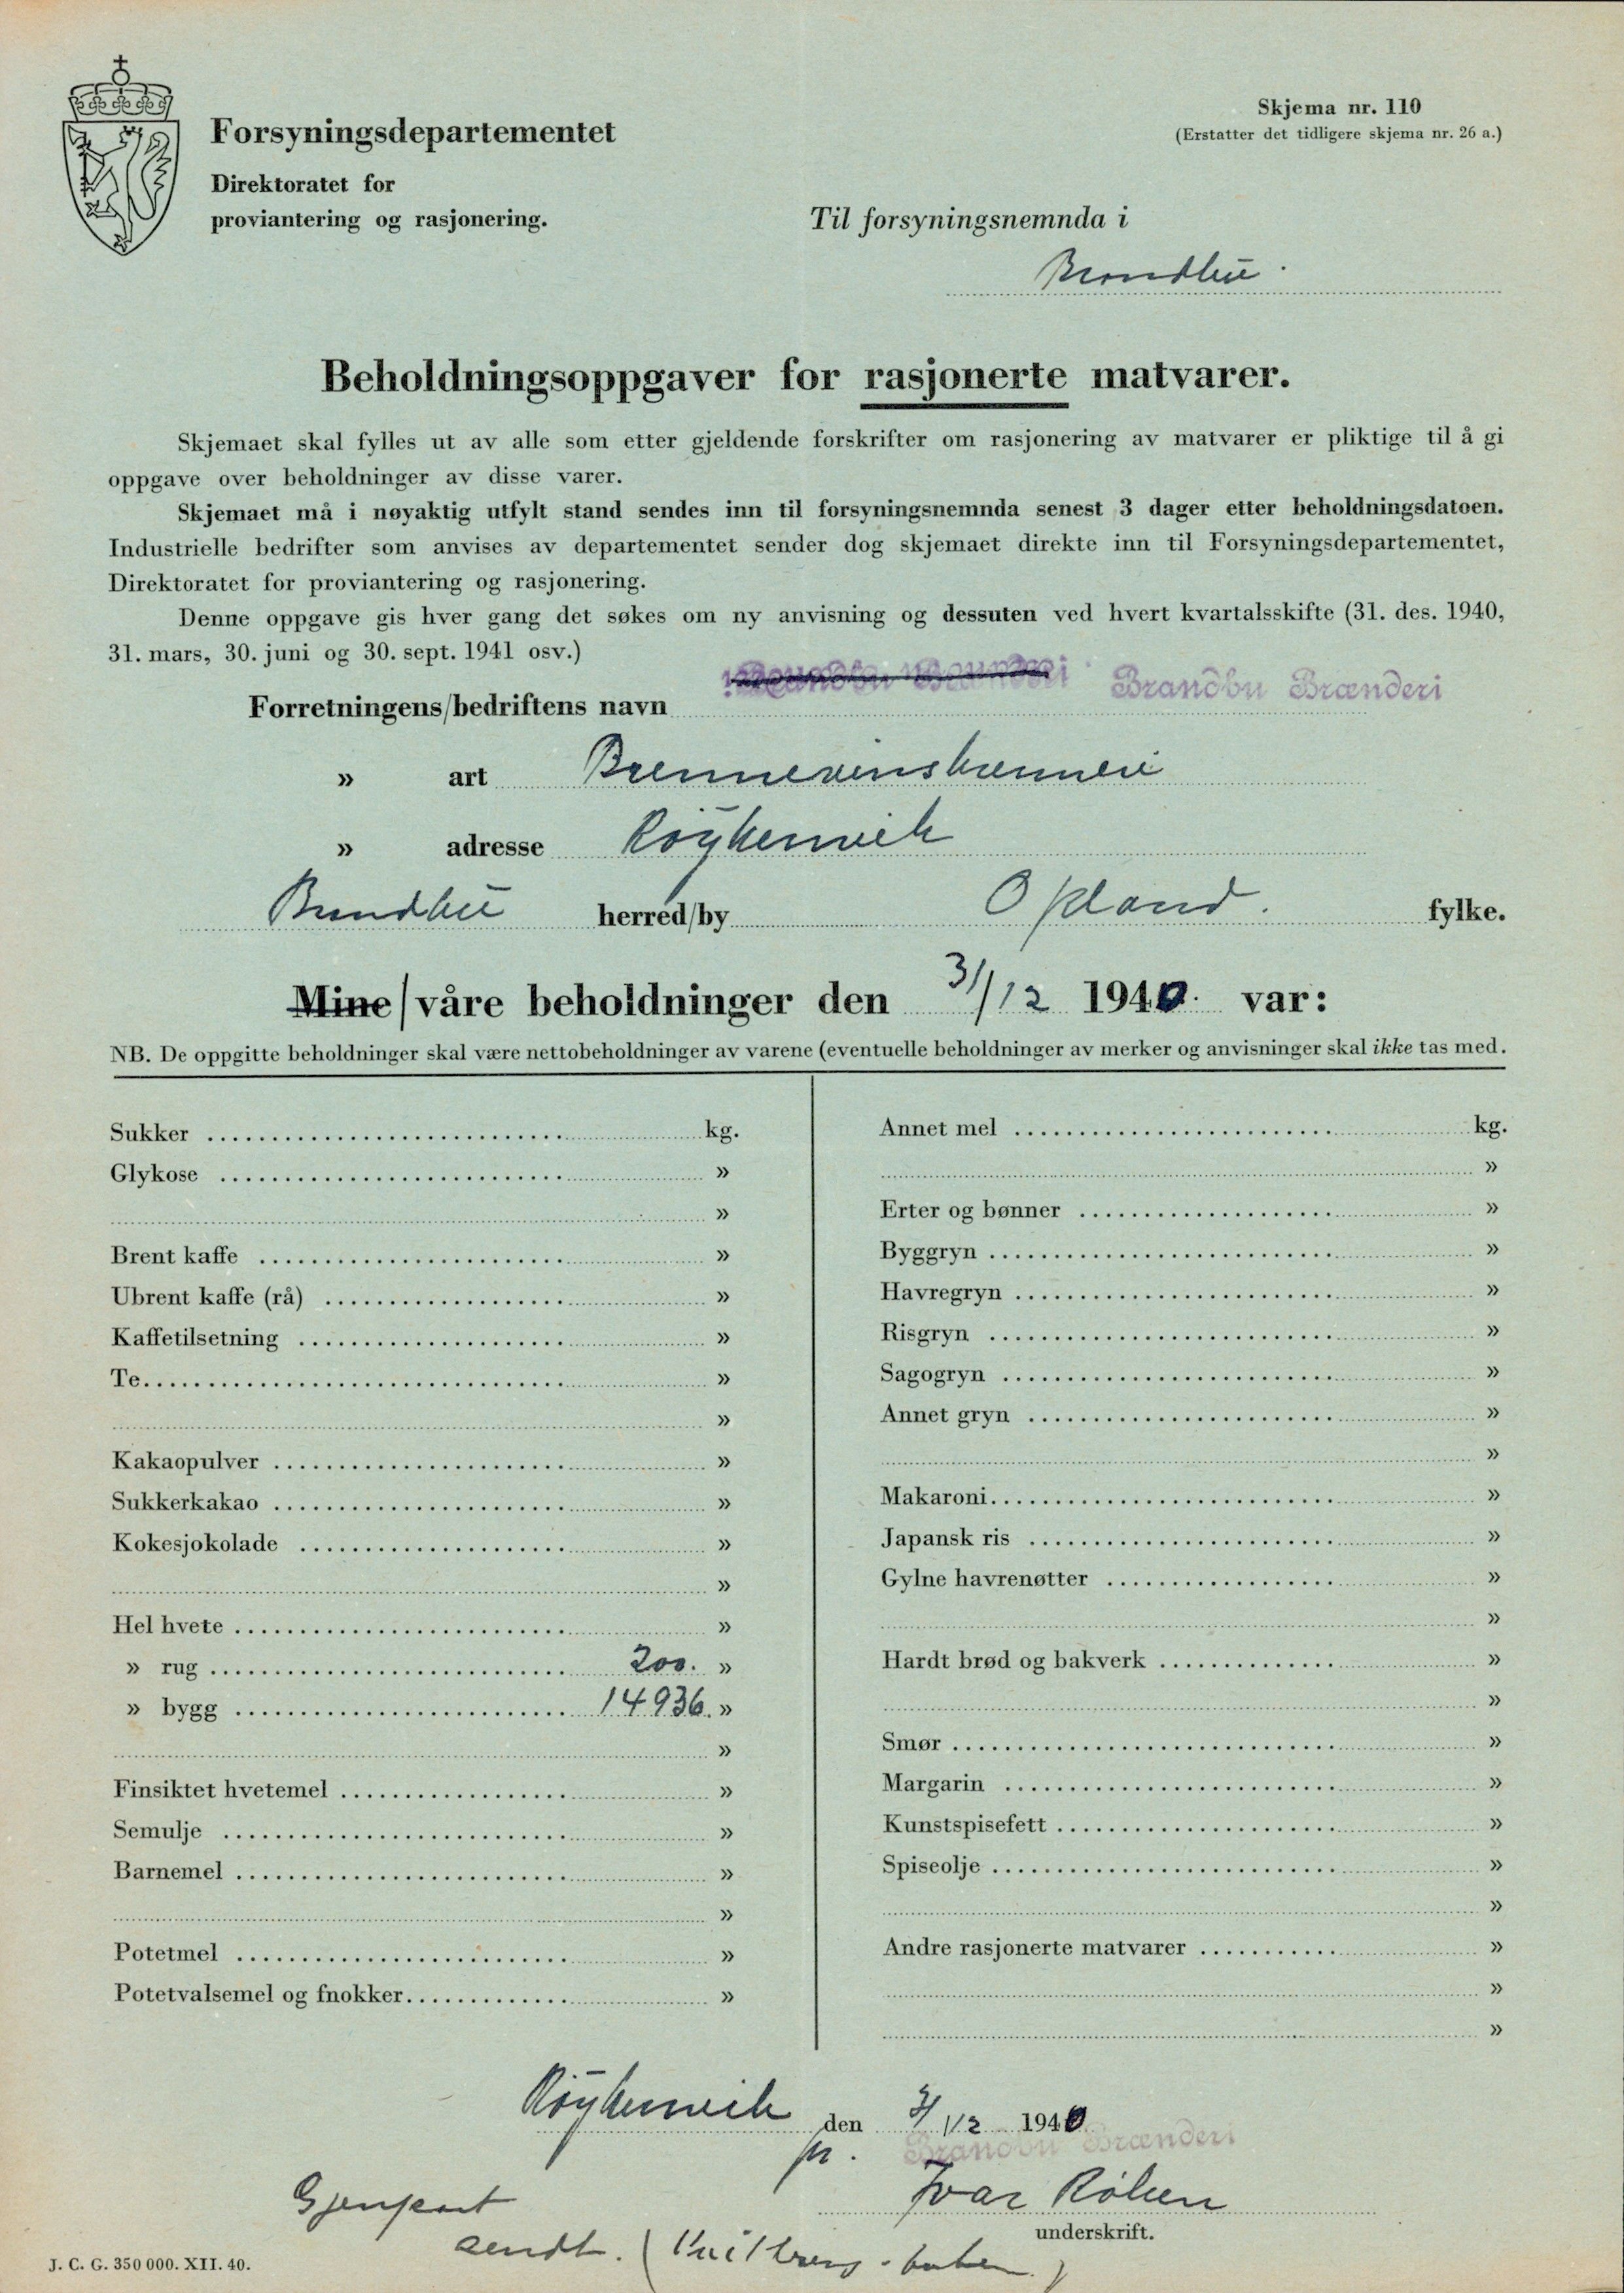 Forsyningsdepartementet
Direktoratet for
proviantering og rasjonering.
Skjema nr. 110
(Erstatter det tidligere skjema nr. 26 a.)
Til forsyningsnemnda i
Brandbu.
Beholdningsoppgaver for rasjonerte matvarer.
Skjemaet skal fylles ut av alle som etter gjeldende forskrifter om rasjonering av matvarer er pliktige til å gi
oppgave over beholdninger av disse varer.
Skjemaet må i nøyaktig utfylt stand sendes inn til forsyningsnemnda senest 3 dager etter beholdningsdatoen.
Industrielle bedrifter som anvises av departementet sender dog skjemaet direkte inn til Forsyningsdepartementet,
Direktoratet for proviantering og rasjonering.
Denne oppgave gis hver gang det søkes om ny anvisning og dessuten ved hvert kvartalsskifte (31. des. 1940,
31. mars, 30. juni og 30. sept. 1941 osv.)
Forretningens/bedriftens navn Brandbu Brænderi Brandbu Brænderi
» art Brennevinsbrenneri
» adresse Röykenvik
Brandbu herred/by Opland. fylke.
Mine/våre beholdninger den 31/12 1940. var:
NB. De oppgitte beholdninger skal være nettobeholdninger av varene (eventuelle beholdninger av merker og anvisninger skal ikke tas med.
Sukker kg.
Glykose »
»
Brent kaffe »
Ubrent kaffe (rå) »
Kaffetilsetning »
Te »
»
Kakaopulver »
Sukkerkakao »
Kokesjokolade »
»
Hel hvete »
» rug 200. »
» bygg 14936. »
»
Finsiktet hvetemel »
Semulje »
Barnemel »
»
Potetmel »
Potetvalsemel og fnokker »
Annet mel kg.
»
Erter og bønner »
Byggryn »
Havregryn »
Risgryn »
Sagogryn »
Annet gryn »
»
Makaroni »
Japansk ris »
Gylne havrenøtter »
»
Hardt brød og bakverk »
»
Smør »
Margarin »
Kunstspisefett »
Spiseolje »
»
Andre rasjonerte matvarer »
»
»
Röykenvik den 31/12 1940
pr. Brandbu Brænderi
Ivar Röken
underskrift.
Gjenpart
sendt.
J. C. G. 350 000. XII. 40.